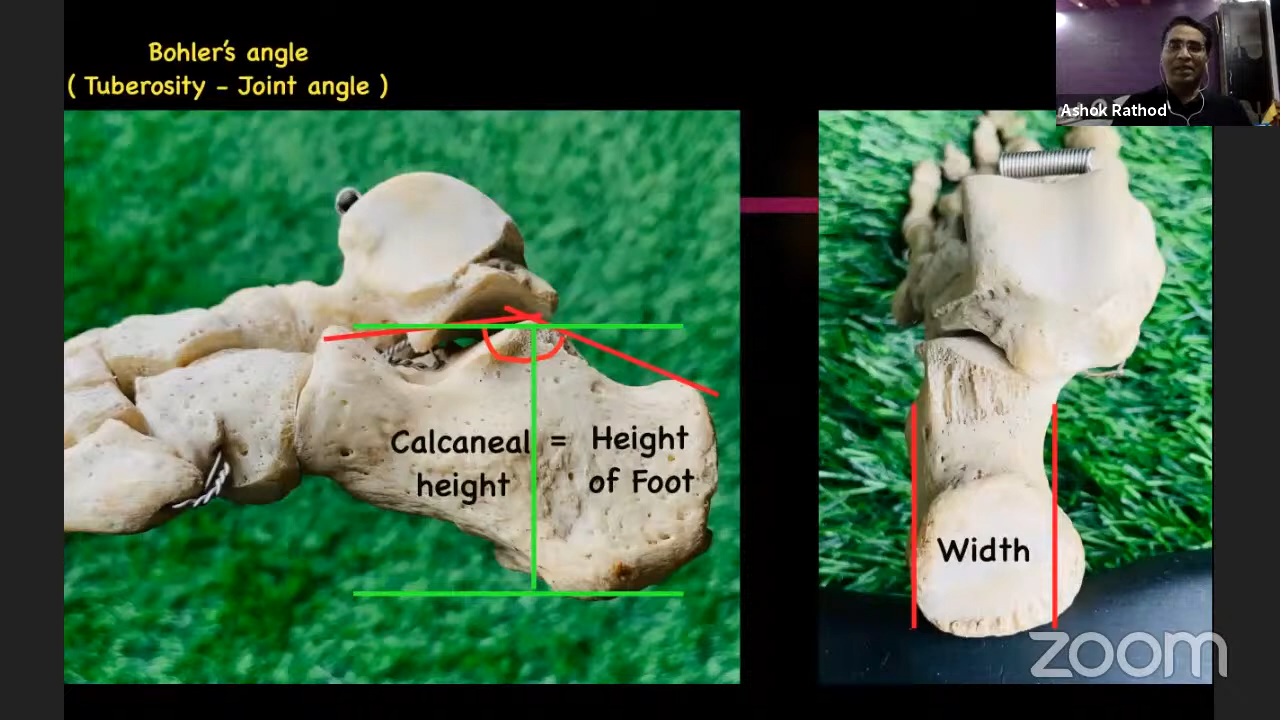 Bohler's angle
( Tuberosity - Joint angle )
Ashok Rathod
Calcaneal = Height
height of Foot
Width
zoom